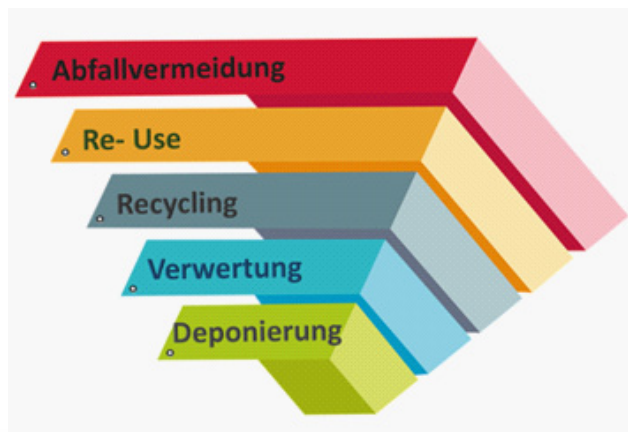 Abfallvermeidung
Re- Use
Recycling
Verwertung
Deponierung